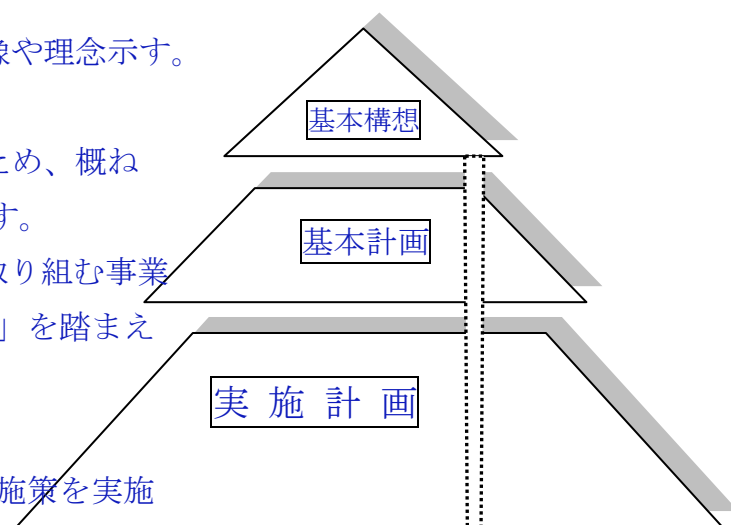 像や理念示す。
基本構想
ため、概ね
す。
基本計画
取り組む事業
」を踏まえ
実施計画
施策を実施